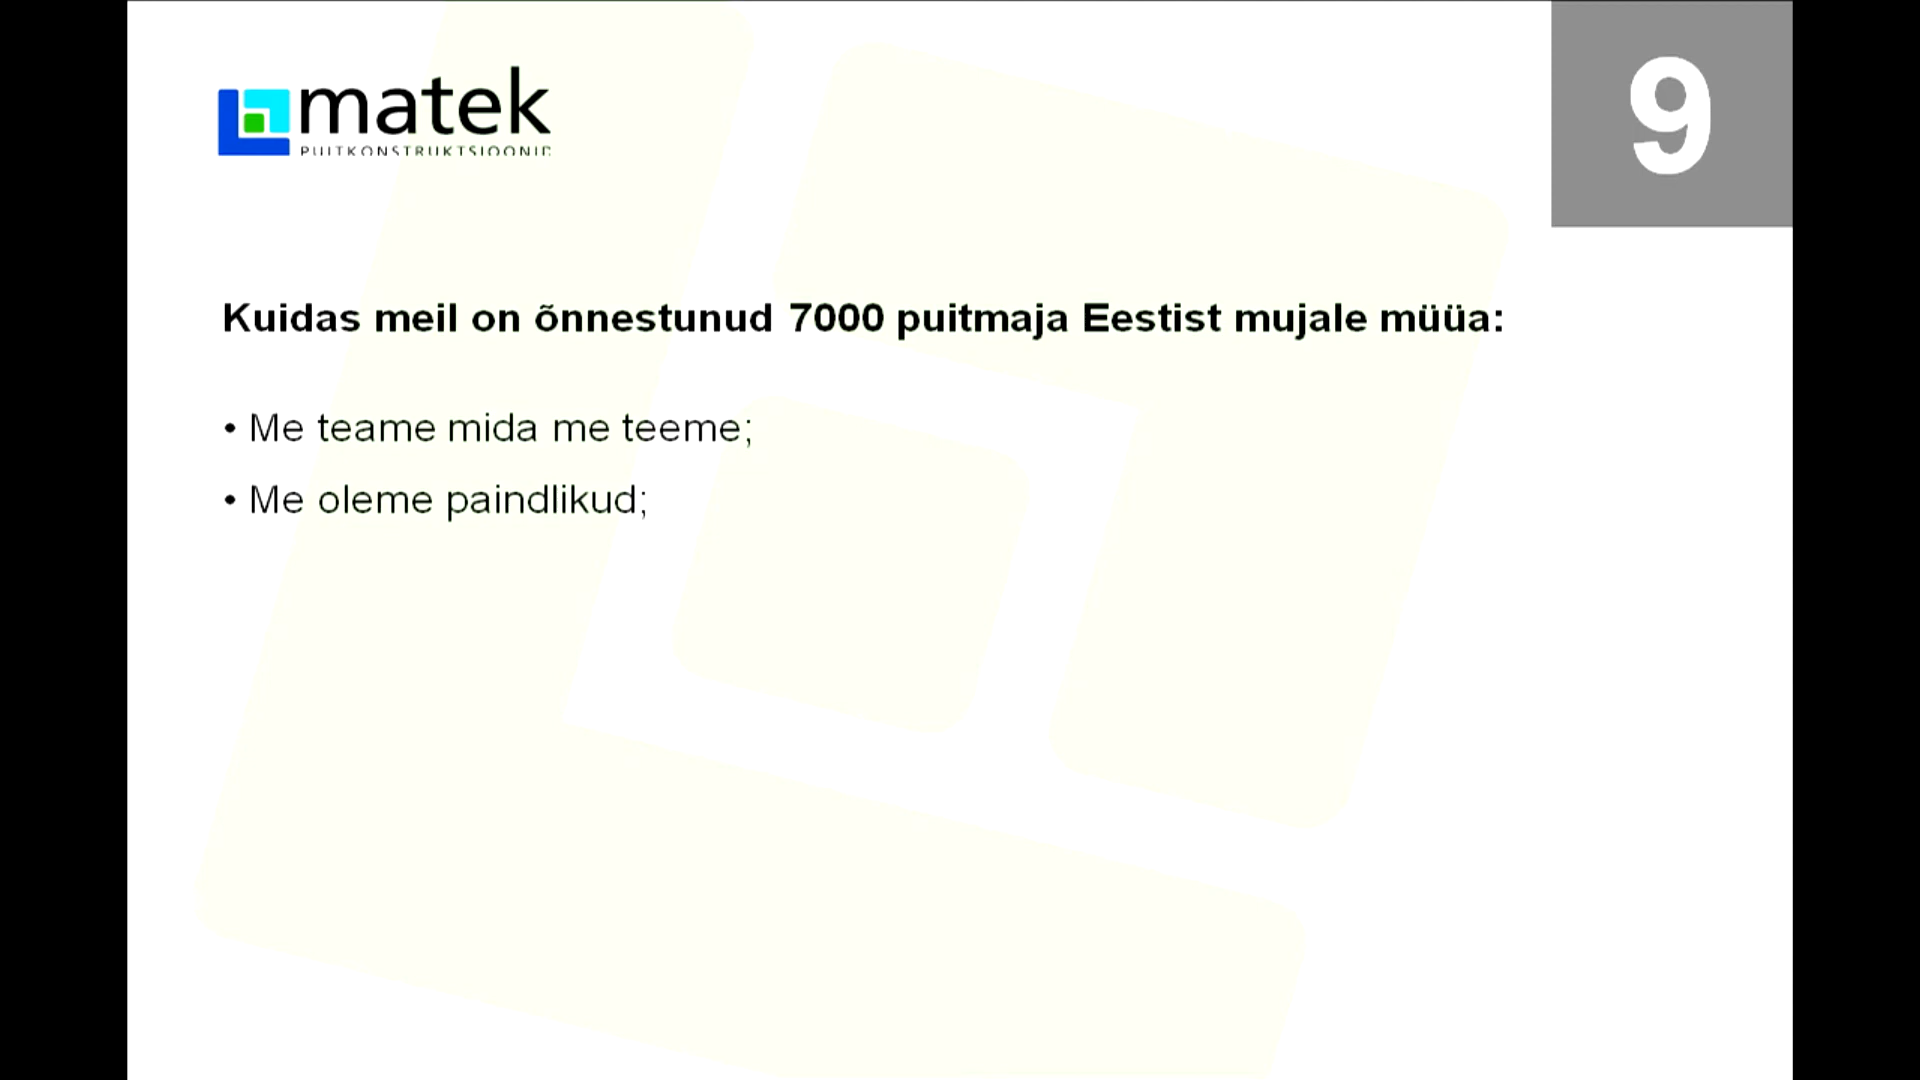 matek
PUITKONSTRUKTSIOONID
9
Kuidas meil on õnnestunud 7000 puitmaja Eestist mujale müüa:
• Me teame mida me teeme;
• Me oleme paindlikud;